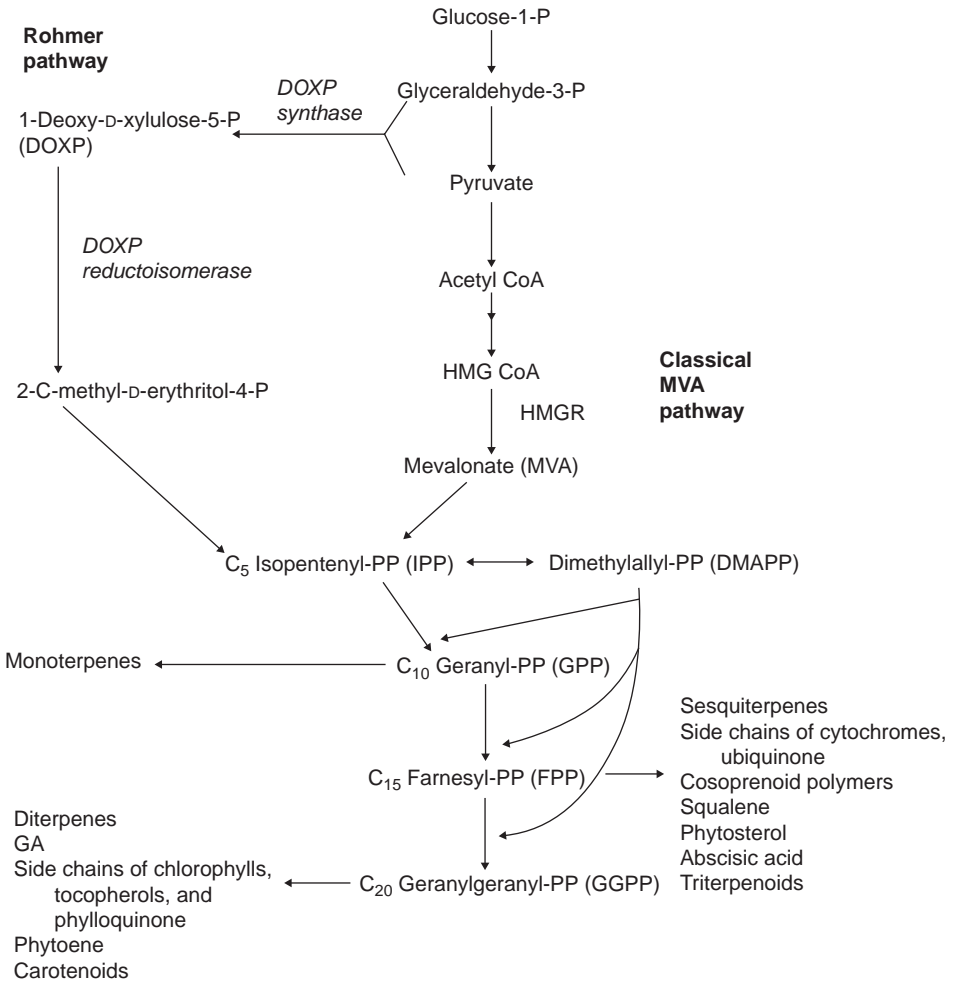 Glucose-1-P
Rohmer
pathway
DOXP
synthase
Glyceraldehyde-3-P
1-Deoxy-D-xylulose-5-P
(DOXP)
Pyruvate
DOXP
reductoisomerase
Acetyl CoA
HMG CoA
Classical
MVA
pathway
2-C-methyl-D-erythritol-4-P
HMGR
Mevalonate (MVA)
C5 Isopentenyl-PP (IPP)
Dimethylallyl-PP (DMAPP)
Monoterpenes
C10 Geranyl-PP (GPP)
Sesquiterpenes
Side chains of cytochromes,
ubiquinone
Cosoprenoid polymers
Squalene
Phytosterol
Abscisic acid
Triterpenoids
C15 Farnesyl-PP (FPP)
Diterpenes
GA
Side chains of chlorophylls,
tocopherols, and
phylloquinone
Phytoene
Carotenoids
C20 Geranylgeranyl-PP (GGPP)